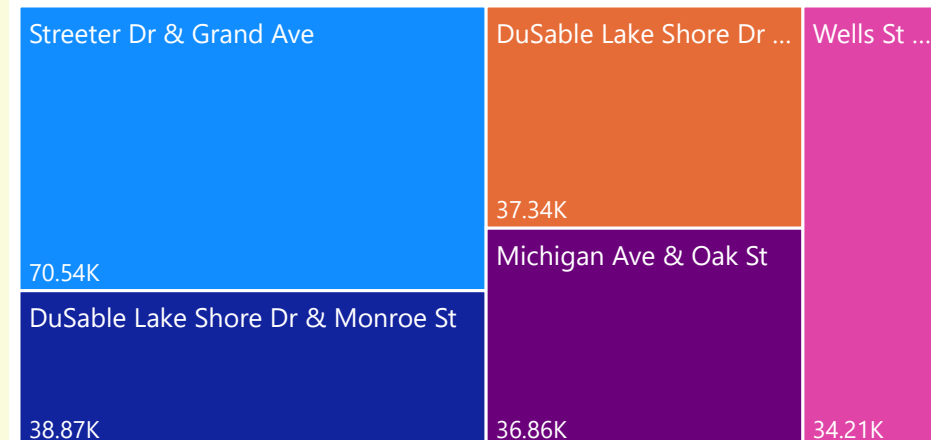 Streeter Dr & Grand Ave
70.54K
DuSable Lake Shore Dr & Monroe St
38.87K
DuSable Lake Shore Dr ...
37.34K
Michigan Ave & Oak St
36.86K
Wells St ...
34.21K